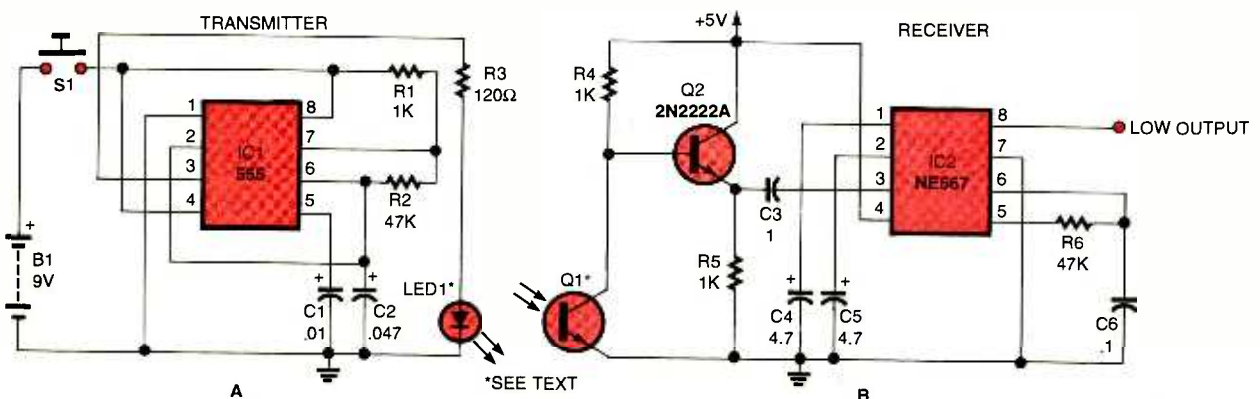 TRANSMITTER
S1
R1
1K
R3
120Ω
1
2
3
4
IC1
555
8
7
6
5
R2
47K
+
B1
9V
+
C1
.01
+
C2
.047
LED1*
*SEE TEXT
A
+5V
RECEIVER
R4
1K
Q2
2N2222A
1
2
3
4
IC2
NE567
8
7
6
5
LOW OUTPUT
C3
1
R6
47K
Q1*
R5
1K
+
C4
4.7
+
C5
4.7
C6
.1
B